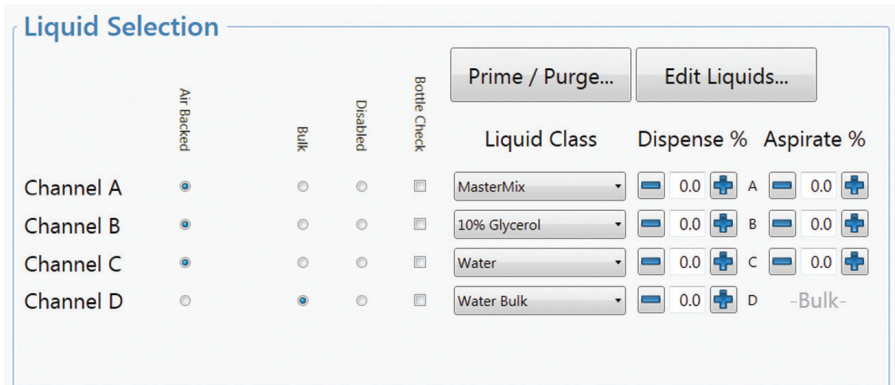 Liquid Selection
Prime / Purge... Edit Liquids...
Air Backed
Bulk
Disabled
Bottle Check
Liquid Class Dispense % Aspirate %
Channel A MasterMix 0.0 A 0.0
Channel B 10% Glycerol 0.0 B 0.0
Channel C Water 0.0 C 0.0
Channel D Water Bulk 0.0 D -Bulk-